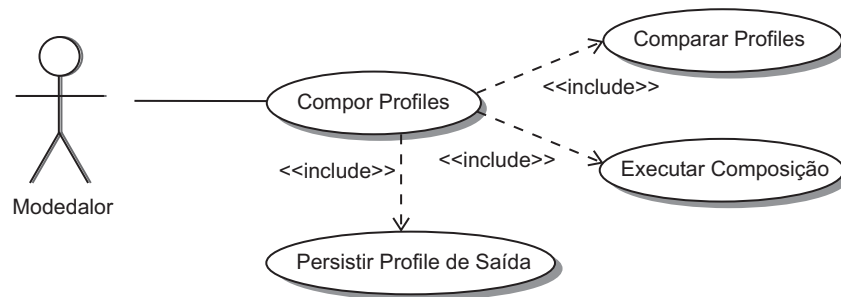 Comparar Profiles
Compor Profiles
<<include>>
<<include>>
<<include>>
Executar Composição
Modedalor
Persistir Profile de Saída